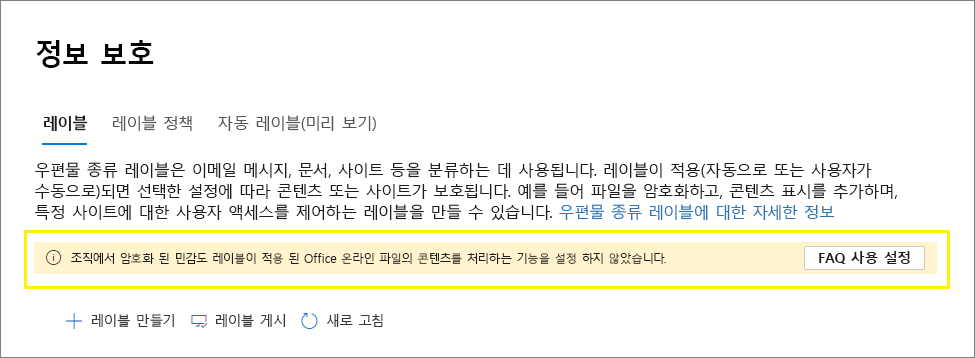 정보 보호
레이블 레이블 정책 자동 레이블(미리 보기)
우편물 종류 레이블은 이메일 메시지, 문서, 사이트 등을 분류하는 데 사용됩니다. 레이블이 적용(자동으로 또는 사용자가
수동으로)되면 선택한 설정에 따라 콘텐츠 또는 사이트가 보호됩니다. 예를 들어 파일을 암호화하고, 콘텐츠 표시를 추가하며,
특정 사이트에 대한 사용자 액세스를 제어하는 레이블을 만들 수 있습니다. 우편물 종류 레이블에 대한 자세한 정보
조직에서 암호화 된 민감도 레이블이 적용 된 Office 온라인 파일의 콘텐츠를 처리하는 기능을 설정 하지 않았습니다. FAQ 사용 설정
레이블 만들기 레이블 게시 새로 고침